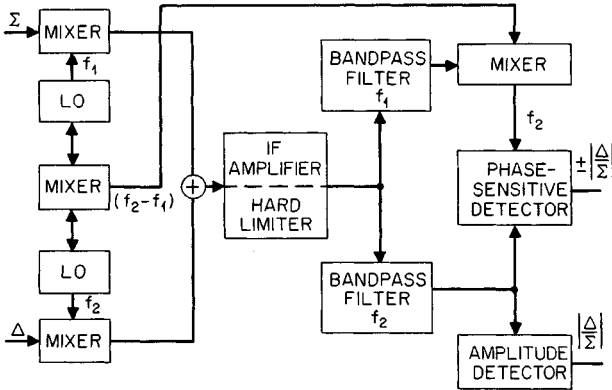 Σ
MIXER
f₁
LO
MIXER
(f₂-f₁)
LO
f₂
Δ
MIXER
+
IF
AMPLIFIER
HARD
LIMITER
BANDPASS
FILTER
f₁
BANDPASS
FILTER
f₂
MIXER
f₂
PHASE-
SENSITIVE
DETECTOR
±|Δ/Σ|
AMPLITUDE
DETECTOR
|Δ/Σ|